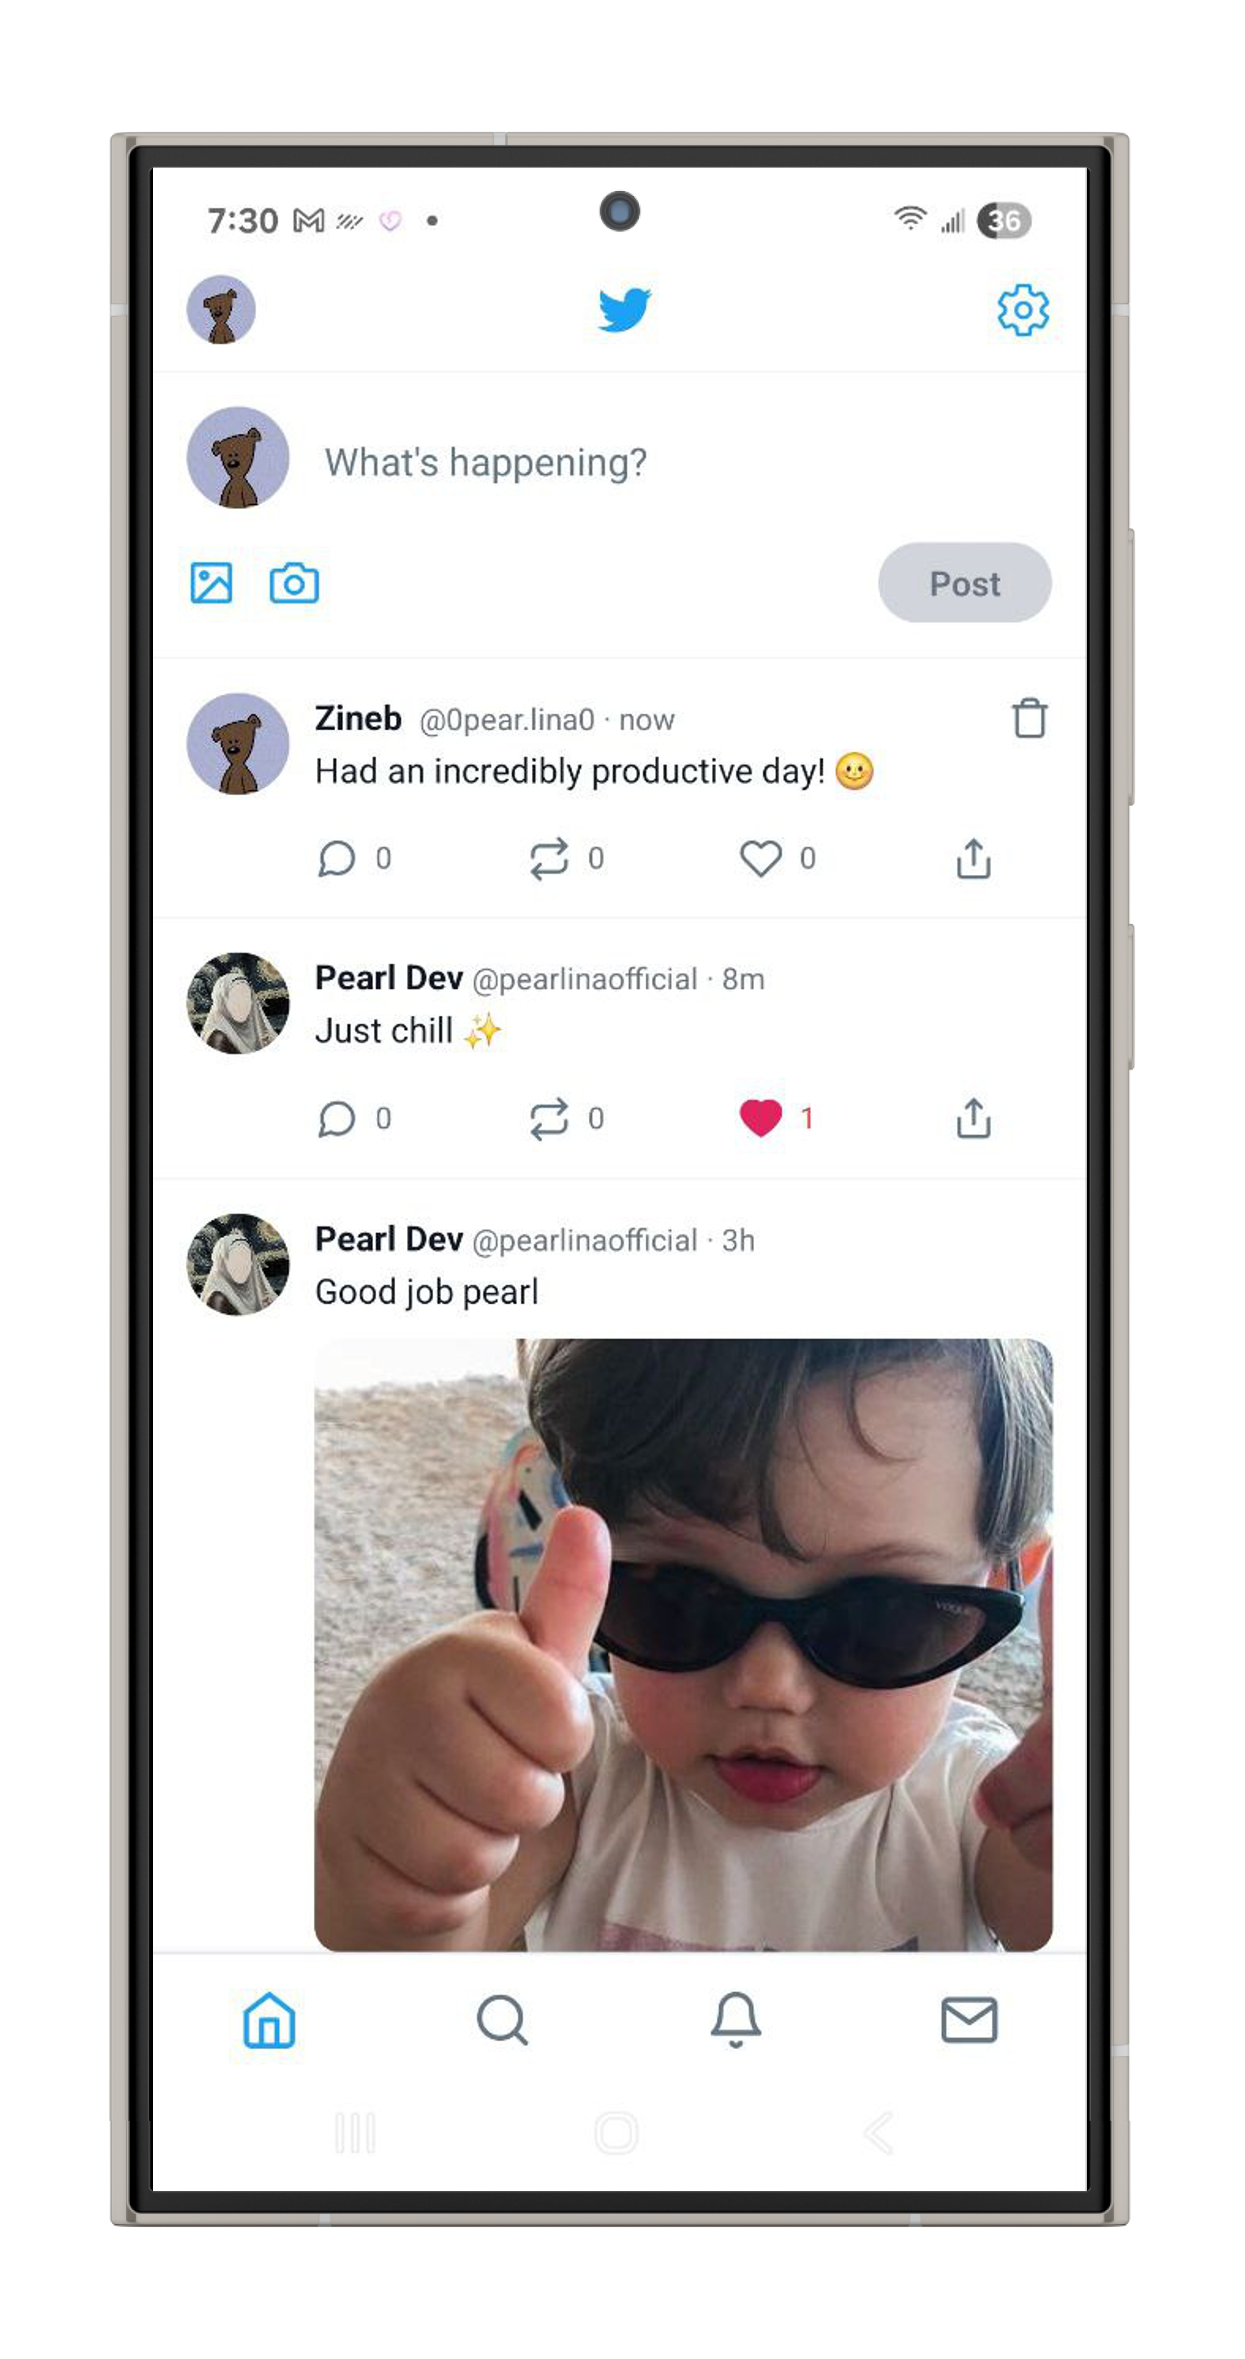 7:30
36
What's happening?
Post
Zineb @0pear.lina0 · now
Had an incredibly productive day! 🙂
0 0 0
Pearl Dev @pearlinaofficial · 8m
Just chill ✨
0 0 1
Pearl Dev @pearlinaofficial · 3h
Good job pearl
VOGUE